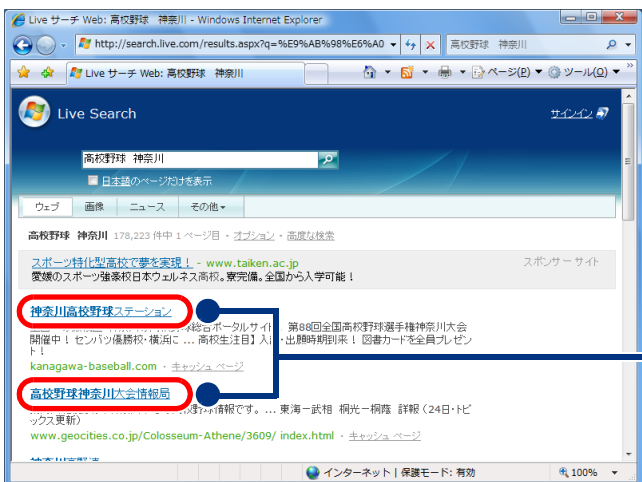 Live サーチ Web: 高校野球 神奈川 - Windows Internet Explorer
http://search.live.com/results.aspx?q=%E9%AB%98%E6%A0
高校野球 神奈川
Live サーチ Web: 高校野球 神奈川
ページ(P) ツール(O)
Live Search
サインイン
高校野球 神奈川
日本語のページだけを表示
ウェブ 画像 ニュース その他
高校野球 神奈川 178,223 件中 1 ページ目 · オプション · 高度な検索
スポーツ特化型高校で夢を実現! - www.taiken.ac.jp
スポンサー サイト
愛媛のスポーツ強豪校日本ウェルネス高校。寮完備。全国から入学可能!
神奈川高校野球ステーション
総合ポータルサイト 第88回全国高校野球選手権神奈川大会
開催中! センバツ優勝校・横浜に ... 高校生注目】入 ・出願時期到来! 図書カードを全員プレゼン
ト!
kanagawa-baseball.com · キャッシュ ページ
高校野球神奈川大会情報局
野球情報です。... 東海ー武相 桐光ー桐蔭 詳報 (24日・トピ
ックス更新)
www.geocities.co.jp/Colosseum-Athene/3609/ index.html · キャッシュ ページ
インターネット | 保護モード: 有効
100%